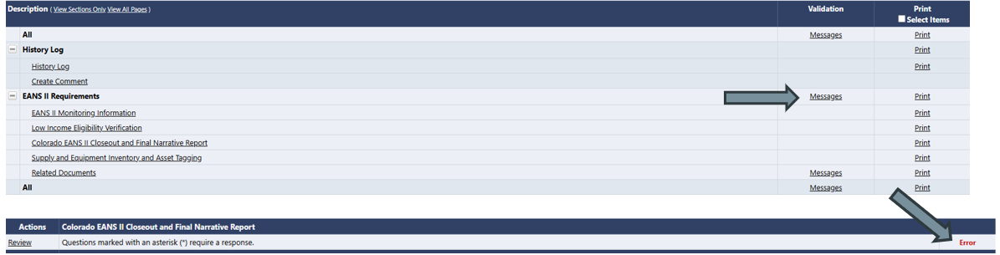 Description ( View Sections Only View All Pages ) Validation Print
Select Items
All Messages Print
History Log Print
History Log Print
Create Comment
EANS II Requirements Messages Print
EANS II Monitoring Information Print
Low Income Eligibility Verification Print
Colorado EANS II Closeout and Final Narrative Report Print
Supply and Equipment Inventory and Asset Tagging Print
Related Documents Messages Print
All Messages Print
Actions Colorado EANS II Closeout and Final Narrative Report
Review Questions marked with an asterisk (*) require a response. Error